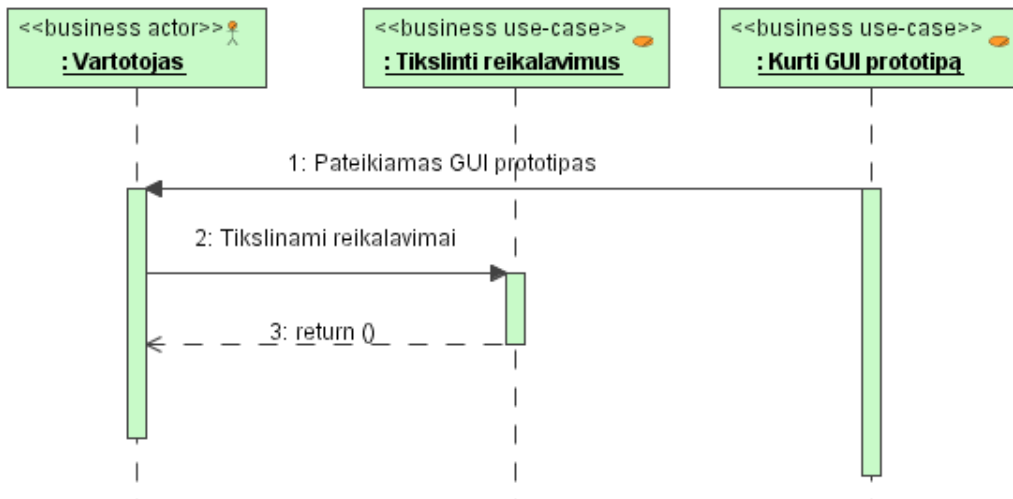 <<business actor>>
: Vartotojas
<<business use-case>>
: Tikslinti reikalavimus
<<business use-case>>
: Kurti GUI prototipą
1: Pateikiamas GUI prototipas
2: Tikslinami reikalavimai
3: return ()